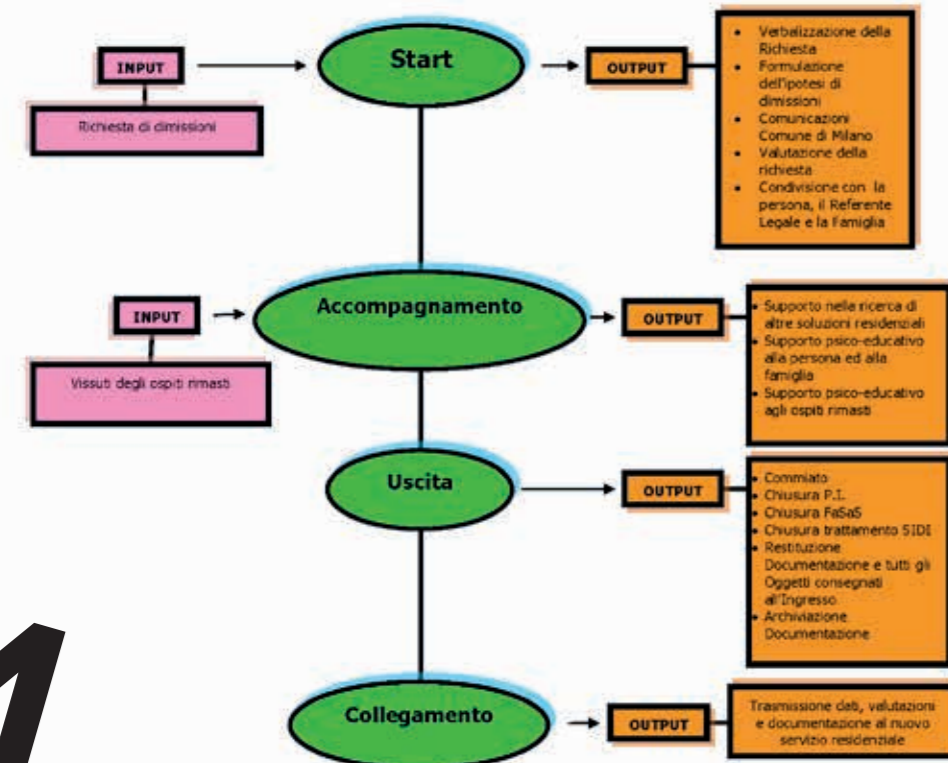 Start
INPUT
OUTPUT
Richiesta di dimissioni
• Verbalizzazione della
Richiesta
• Formulazione
dell'ipotesi di
dimissioni
• Comunicazioni
Comune di Milano
• Valutazione della
richiesta
• Condivisione con la
persona, il Referente
Legale e la Famiglia
Accompagnamento
INPUT
OUTPUT
Vissuti degli ospiti rimasti
• Supporto nella ricerca di
altre soluzioni residenziali
• Supporto psico-educativo
alla persona ed alla
famiglia
• Supporto psico-educativo
agli ospiti rimasti
Uscita
OUTPUT
• Commiato
• Chiusura P.I.
• Chiusura FaSaS
• Chiusura trattamento SIDI
• Restituzione
Documentazione e tutti gli
Oggetti consegnati
all'Ingresso
• Archiviazione
Documentazione
Collegamento
OUTPUT
Trasmissione dati, valutazioni
e documentazione al nuovo
servizio residenziale
1